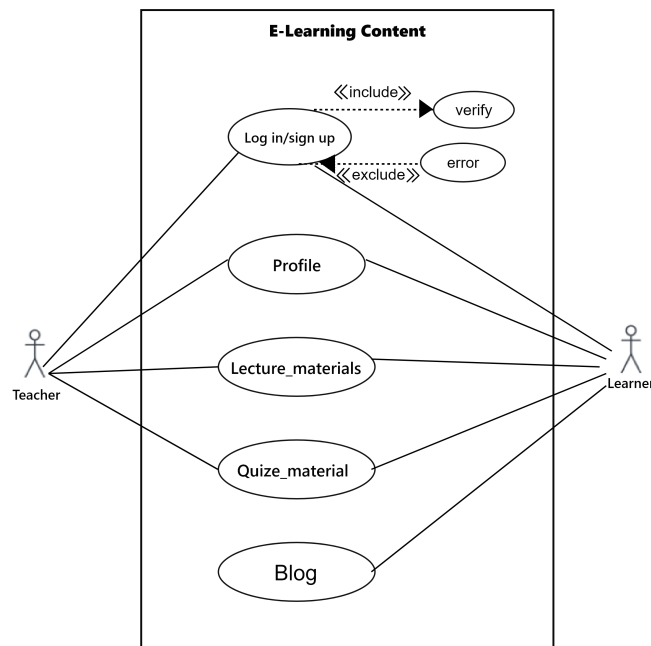 E-Learning Content
<<include>>
verify
Log in/sign up
error
<<exclude>>
Profile
Lecture_materials
Teacher
Learner
Quize_material
Blog